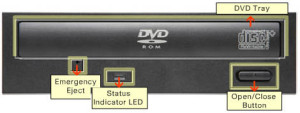 DVD Tray
DVD
ROM
disc
Emergency
Eject
Status
Indicator LED
Open/Close
Button